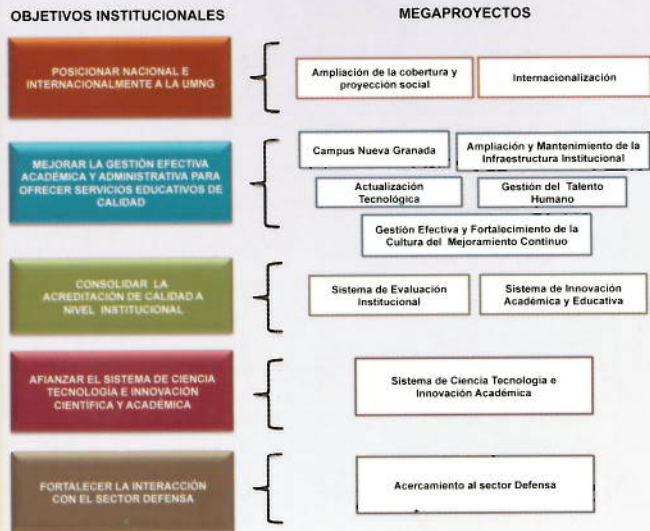 OBJETIVOS INSTITUCIONALES
MEGAPROYECTOS
POSICIONAR NACIONAL E
INTERNACIONALMENTE A LA UMNG
Ampliación de la cobertura y
proyección social
Internacionalización
MEJORAR LA GESTIÓN EFECTIVA
ACADÉMICA Y ADMINISTRATIVA PARA
OFRECER SERVICIOS EDUCATIVOS DE
CALIDAD
Campus Nueva Granada
Ampliación y Mantenimiento de la
Infraestructura Institucional
Actualización
Tecnológica
Gestión del Talento
Humano
Gestión Efectiva y Fortalecimiento de la
Cultura del Mejoramiento Continuo
CONSOLIDAR LA
ACREDITACIÓN DE CALIDAD A
NIVEL INSTITUCIONAL
Sistema de Evaluación
Institucional
Sistema de Innovación
Académica y Educativa
AFIANZAR EL SISTEMA DE CIENCIA
TECNOLOGÍA E INNOVACIÓN
CIENTÍFICA Y ACADÉMICA
Sistema de Ciencia Tecnología e
Innovación Académica
FORTALECER LA INTERACCIÓN
CON EL SECTOR DEFENSA
Acercamiento al sector Defensa